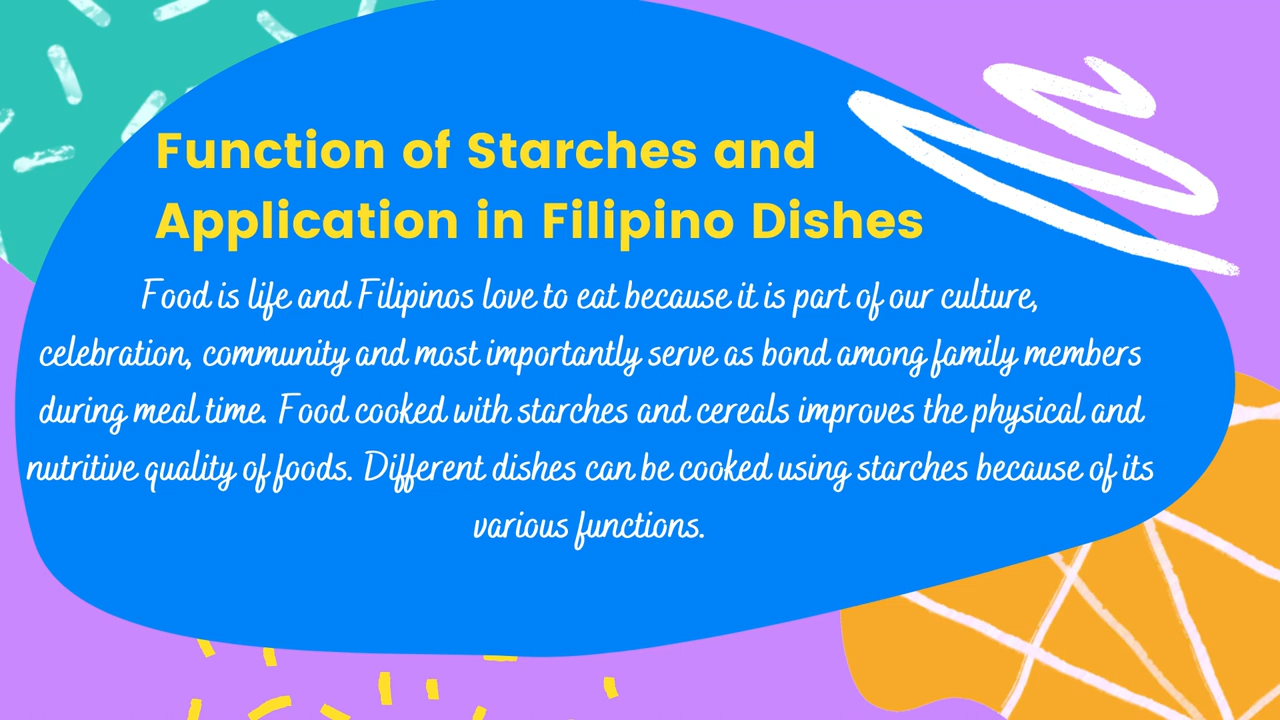 Function of Starches and
Application in Filipino Dishes
Food is life and Filipinos love to eat because it is part of our culture,
celebration, community and most importantly serve as bond among family members
during meal time. Food cooked with starches and cereals improves the physical and
nutritive quality of foods. Different dishes can be cooked using starches because of its
various functions.